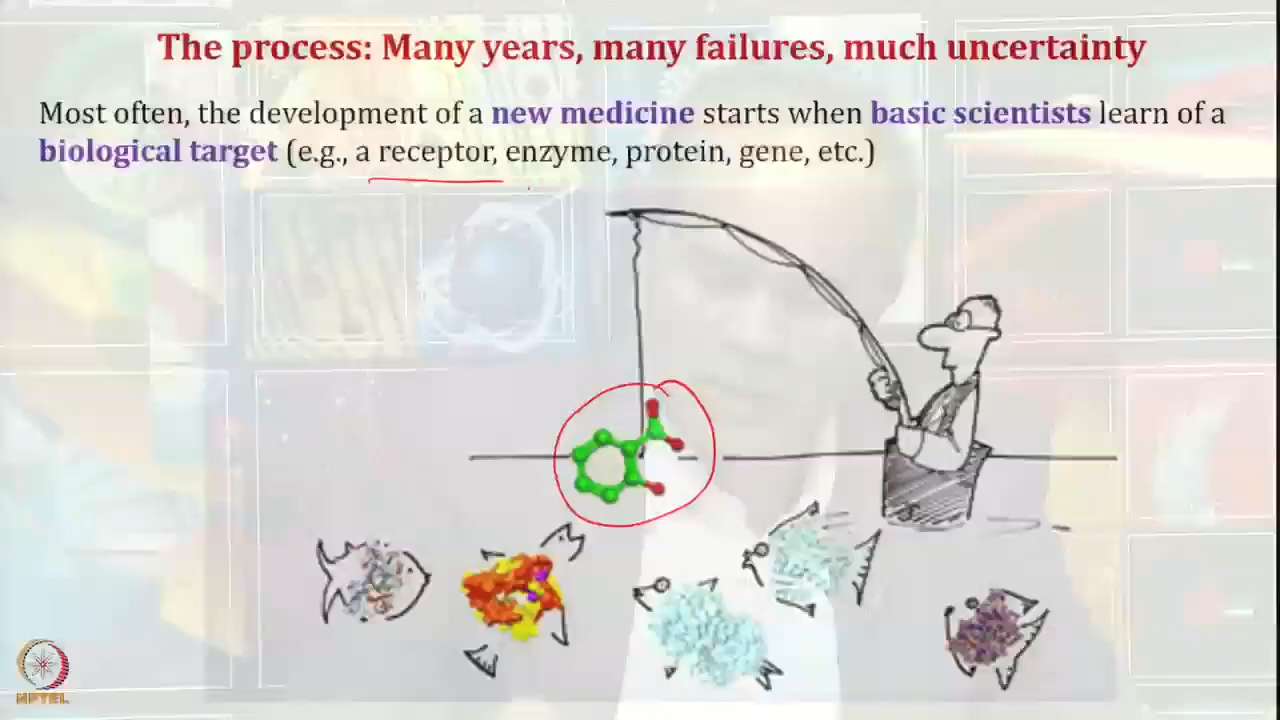 The process: Many years, many failures, much uncertainty
Most often, the development of a new medicine starts when basic scientists learn of a
biological target (e.g., a receptor, enzyme, protein, gene, etc.)
NPTEL